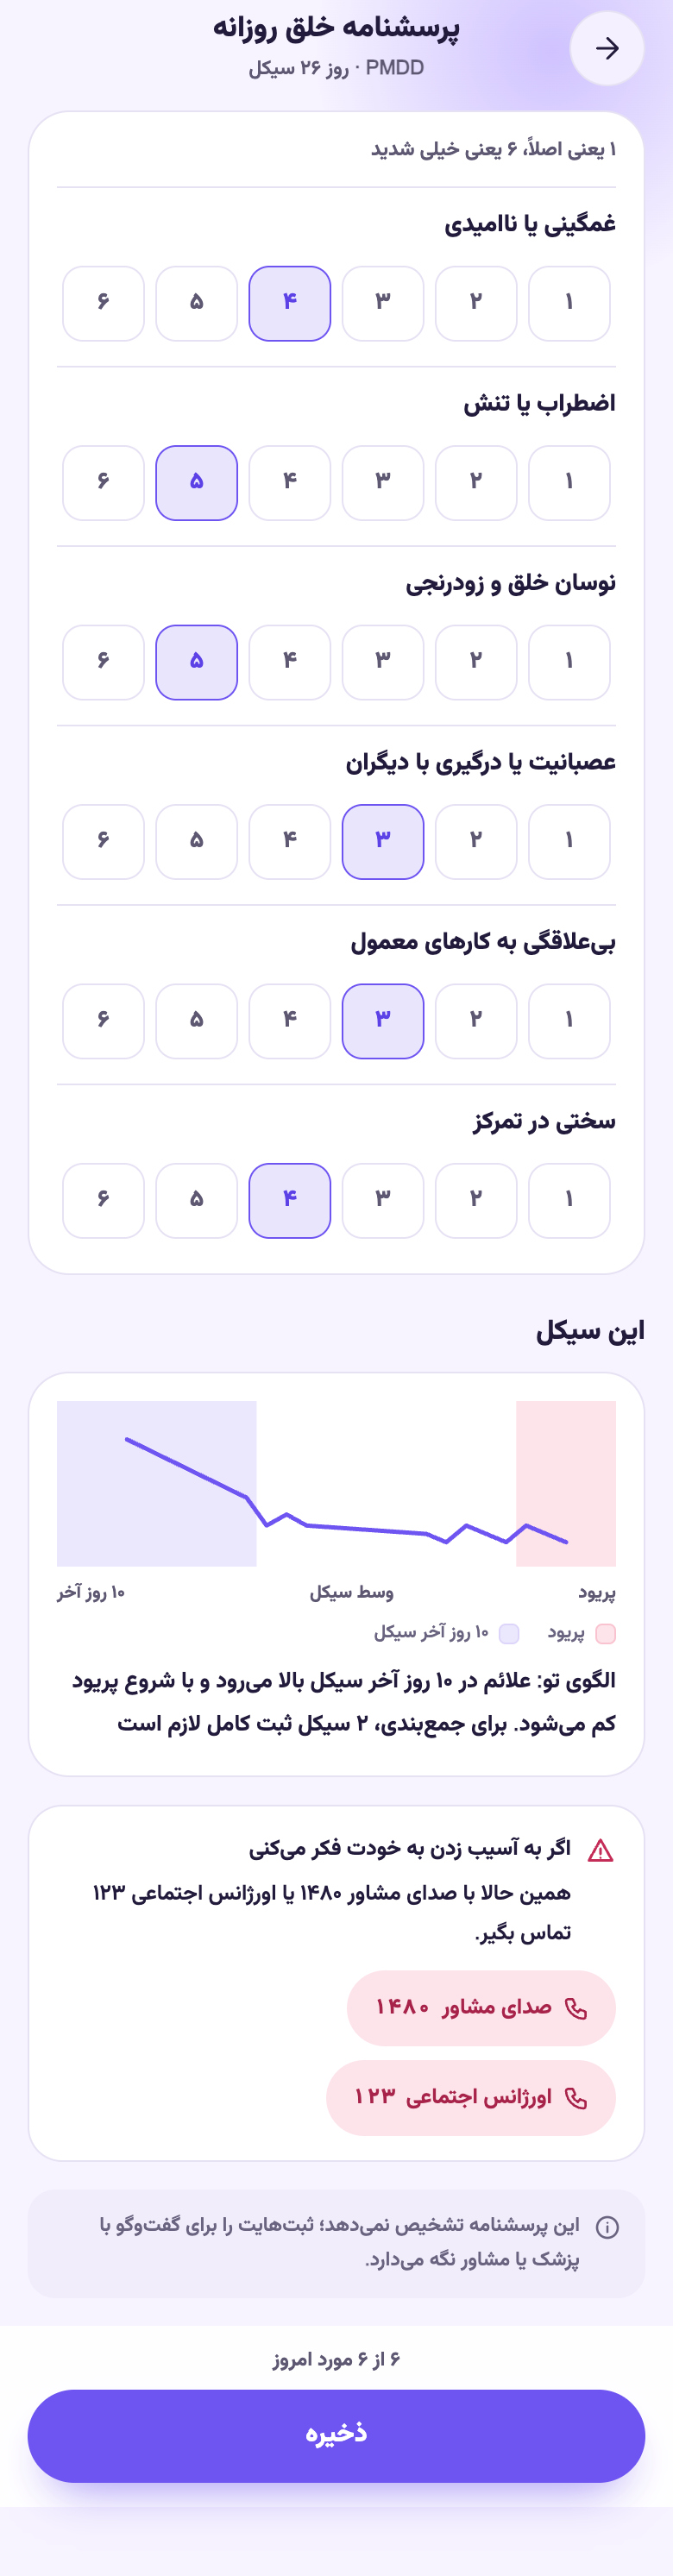 پرسشنامه خلق روزانه
PMDD · روز ۲۶ سیکل
۱ یعنی اصلاً، ۶ یعنی خیلی شدید
غمگینی یا ناامیدی
۱ ۲ ۳ ۴ ۵ ۶
اضطراب یا تنش
۱ ۲ ۳ ۴ ۵ ۶
نوسان خلق و زودرنجی
۱ ۲ ۳ ۴ ۵ ۶
عصبانیت یا درگیری با دیگران
۱ ۲ ۳ ۴ ۵ ۶
بی‌علاقگی به کارهای معمول
۱ ۲ ۳ ۴ ۵ ۶
سختی در تمرکز
۱ ۲ ۳ ۴ ۵ ۶
این سیکل
پریود وسط سیکل ۱۰ روز آخر
پریود ۱۰ روز آخر سیکل
الگوی تو: علائم در ۱۰ روز آخر سیکل بالا می‌رود و با شروع پریود
کم می‌شود. برای جمع‌بندی، ۲ سیکل ثبت کامل لازم است
اگر به آسیب زدن به خودت فکر می‌کنی
همین حالا با صدای مشاور ۱۴۸۰ یا اورژانس اجتماعی ۱۲۳
تماس بگیر.
صدای مشاور ۱۴۸۰
اورژانس اجتماعی ۱۲۳
این پرسشنامه تشخیص نمی‌دهد؛ ثبت‌هایت را برای گفت‌وگو با
پزشک یا مشاور نگه می‌دارد.
۶ از ۶ مورد امروز
ذخیره